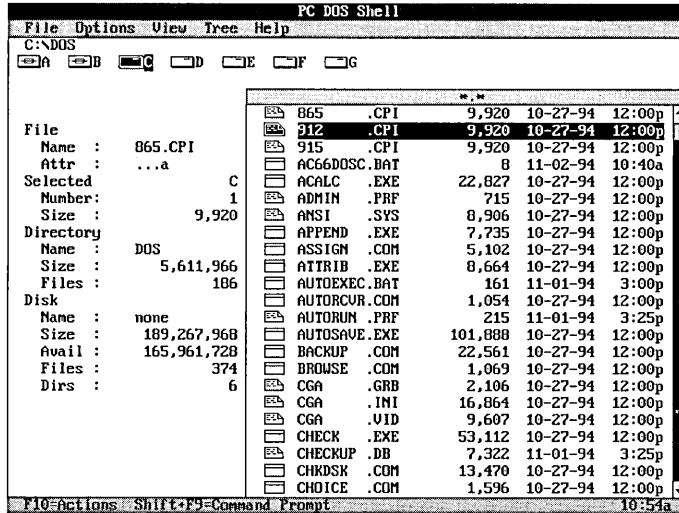 PC DOS Shell
File Options View Tree Help
C:\DOS
A B C D E F G
*.*
865 .CPI 9,920 10-27-94 12:00p
912 .CPI 9,920 10-27-94 12:00p
915 .CPI 9,920 10-27-94 12:00p
AC66DOSC.BAT 8 11-02-94 10:40a
ACALC .EXE 22,827 10-27-94 12:00p
ADMIN .PRF 715 10-27-94 12:00p
ANSI .SYS 8,906 10-27-94 12:00p
APPEND .EXE 7,735 10-27-94 12:00p
ASSIGN .COM 5,102 10-27-94 12:00p
ATTRIB .EXE 8,664 10-27-94 12:00p
AUTOEXEC.BAT 161 11-01-94 3:00p
AUTORCVR.COM 1,054 10-27-94 12:00p
AUTORUN .PRF 215 11-01-94 3:25p
AUTOSAVE.EXE 101,888 10-27-94 12:00p
BACKUP .COM 22,561 10-27-94 12:00p
BROWSE .COM 1,069 10-27-94 12:00p
CGA .GRB 2,106 10-27-94 12:00p
CGA .INI 16,864 10-27-94 12:00p
CGA .VID 9,607 10-27-94 12:00p
CHECK .EXE 53,112 10-27-94 12:00p
CHECKUP .DB 7,322 11-01-94 3:25p
CHKDSK .COM 13,470 10-27-94 12:00p
CHOICE .COM 1,596 10-27-94 12:00p
File
Name : 865.CPI
Attr : ...a
Selected C
Number: 1
Size : 9,920
Directory
Name : DOS
Size : 5,611,966
Files : 186
Disk
Name : none
Size : 189,267,968
Avail : 165,961,728
Files : 374
Dirs : 6
F10=Actions Shift+F9=Command Prompt 10:54a